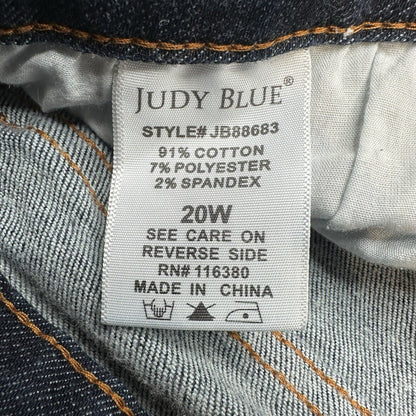 JUDY BLUE®
STYLE# JB88683
91% COTTON
7% POLYESTER
2% SPANDEX
20W
SEE CARE ON
REVERSE SIDE
RN# 116380
MADE IN CHINA